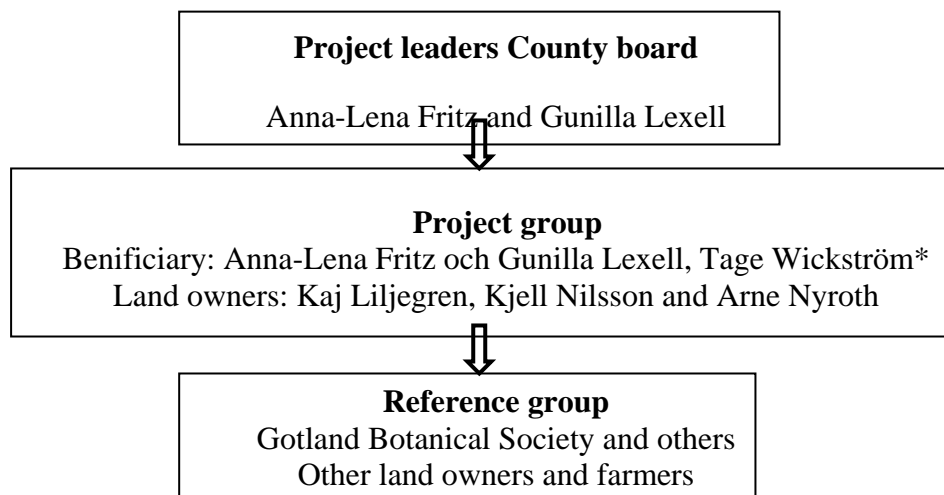 Project leaders County board
Anna-Lena Fritz and Gunilla Lexell
Project group
Benificiary: Anna-Lena Fritz och Gunilla Lexell, Tage Wickström*
Land owners: Kaj Liljegren, Kjell Nilsson and Arne Nyroth
Reference group
Gotland Botanical Society and others
Other land owners and farmers